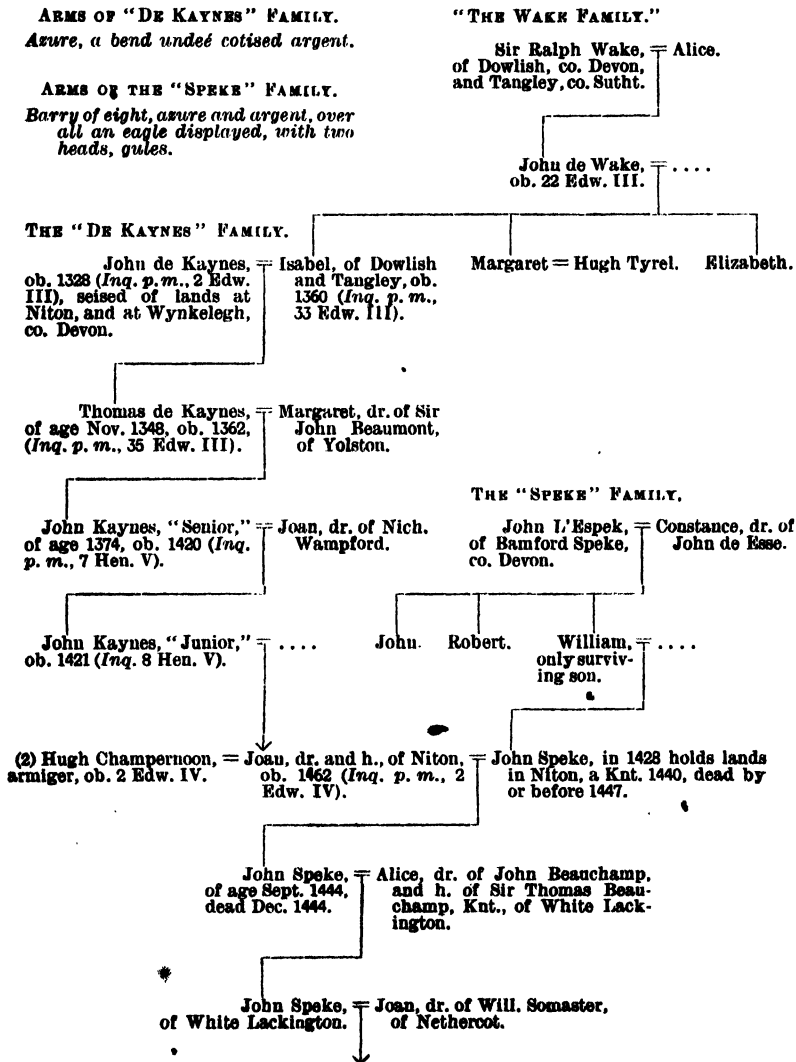 ARMS OF "DE KAYNES" FAMILY.
Azure, a bend undeé cotised argent.
ARMS OF THE "SPEKE" FAMILY.
Barry of eight, azure and argent, over
all an eagle displayed, with two
heads, gules.
"THE WAKE FAMILY."
Sir Ralph Wake, = Alice.
of Dowlish, co. Devon,
and Tangley, co. Sutht.
John de Wake, = ....
ob. 22 Edw. III.
THE "DE KAYNES" FAMILY.
John de Kaynes, = Isabel, of Dowlish
ob. 1328 (Inq. p. m., 2 Edw. and Tangley, ob.
III), seised of lands at 1360 (Inq. p. m.,
Niton, and at Wynkelegh, 33 Edw. III).
co. Devon.
Margaret = Hugh Tyrel. Elizabeth.
Thomas de Kaynes, = Margaret, dr. of Sir
of age Nov. 1348, ob. 1362, John Beaumont,
(Inq. p. m., 35 Edw. III). of Yolston.
John Kaynes, "Senior," = Joan, dr. of Nich.
of age 1374, ob. 1420 (Inq. Wampford.
p. m., 7 Hen. V).
THE "SPEKE" FAMILY.
John L'Espek, = Constance, dr. of
of Bamford Speke, John de Esse.
co. Devon.
John Kaynes, "Junior," = ....
ob. 1421 (Inq. 8 Hen. V).
John. Robert. William, = ....
only surviv-
ing son.
(2) Hugh Champernoon, = Joan, dr. and h., of Niton, = John Speke, in 1428 holds lands
armiger, ob. 2 Edw. IV. ob. 1462 (Inq. p. m., 2 in Niton, a Knt. 1440, dead by
Edw. IV). or before 1447.
John Speke, = Alice, dr. of John Beauchamp,
of age Sept. 1444, and h. of Sir Thomas Beau-
dead Dec. 1444. champ, Knt., of White Lack-
ington.
John Speke, = Joan, dr. of Will. Somaster,
of White Lackington. of Nethercot.